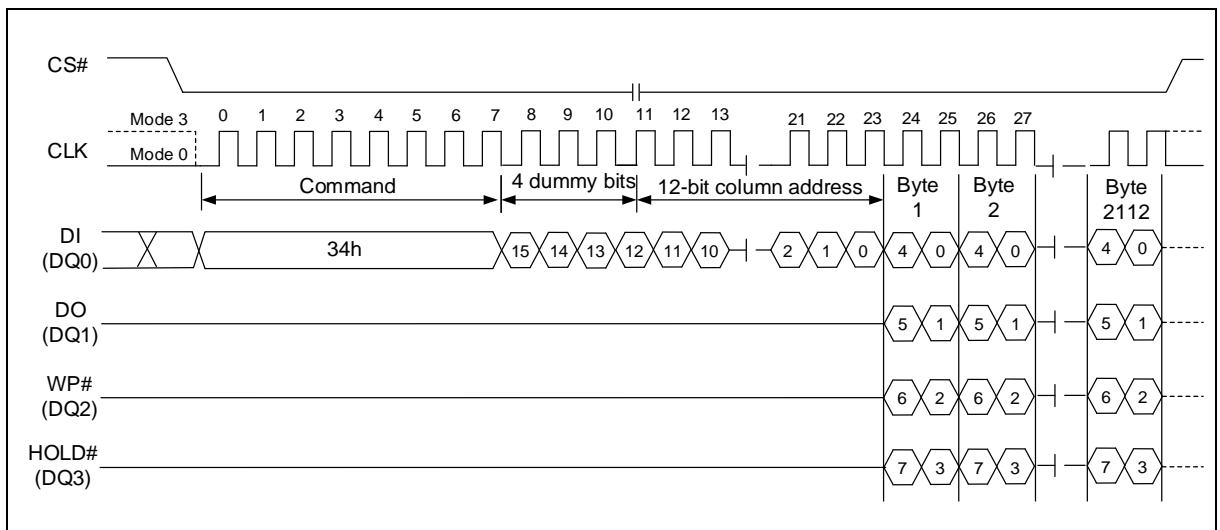 CS#
Mode 3 0 1 2 3 4 5 6 7 8 9 10 11 12 13 21 22 23 24 25 26 27
CLK
Mode 0
Command 4 dummy bits 12-bit column address Byte 1 Byte 2 Byte 2112
DI (DQ0) 34h 15 14 13 12 11 10 2 1 0 4 0 4 0 4 0
DO (DQ1) 5 1 5 1 5 1
WP# (DQ2) 6 2 6 2 6 2
HOLD# (DQ3) 7 3 7 3 7 3